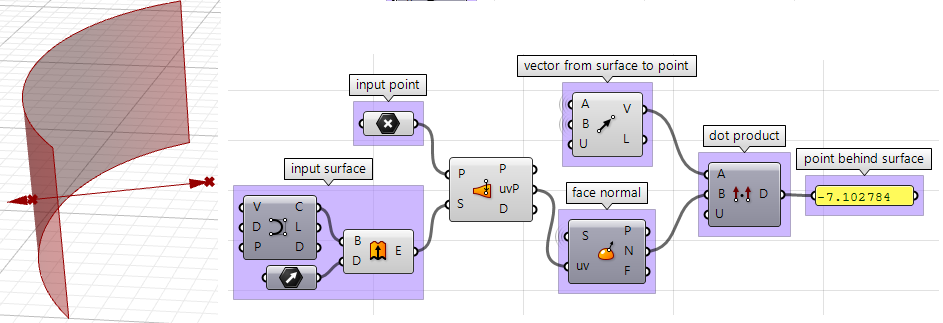 vector from surface to point
input point
A
B
U
V
L
dot product
point behind surface
input surface
P
S
P
uvP
D
face normal
A
B
U
D
-7.102784
V
D
P
C
L
D
B
D
E
S
uv
P
N
F